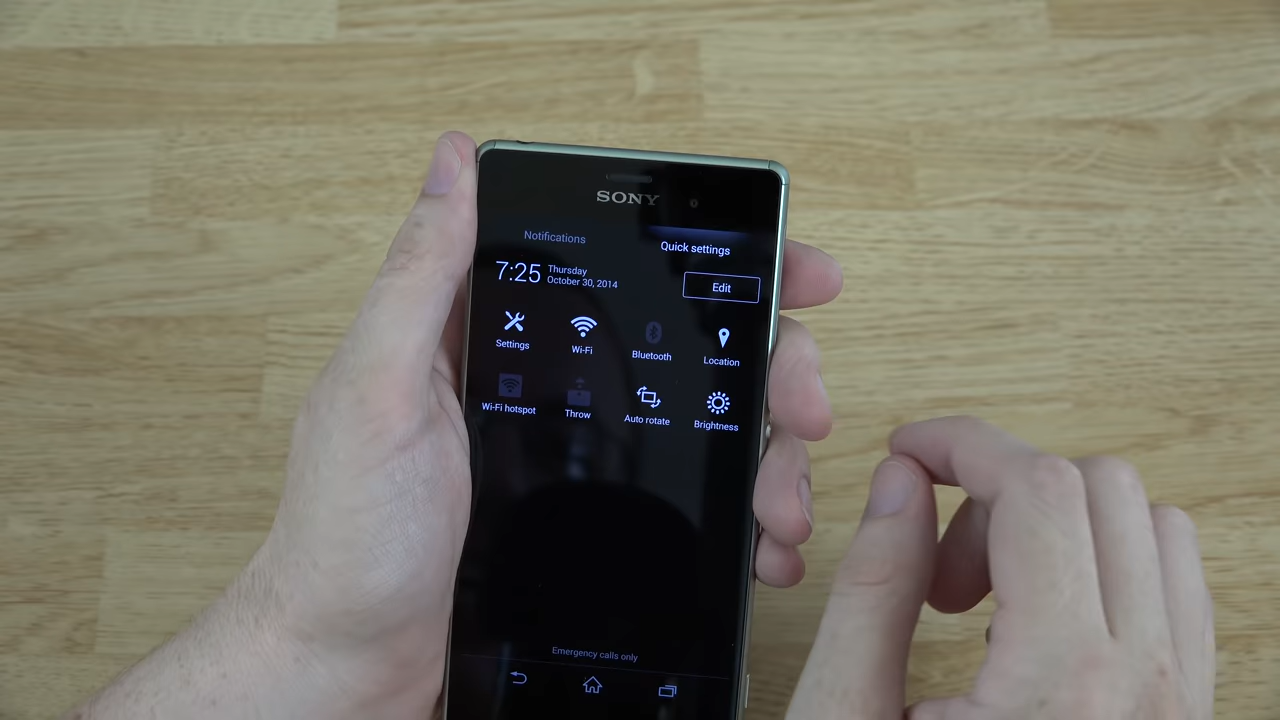 SONY
Notifications
Quick settings
7:25
Thursday
October 30, 2014
Edit
Settings
Wi-Fi
Bluetooth
Location
Wi-Fi hotspot
Throw
Auto rotate
Brightness
Emergency calls only